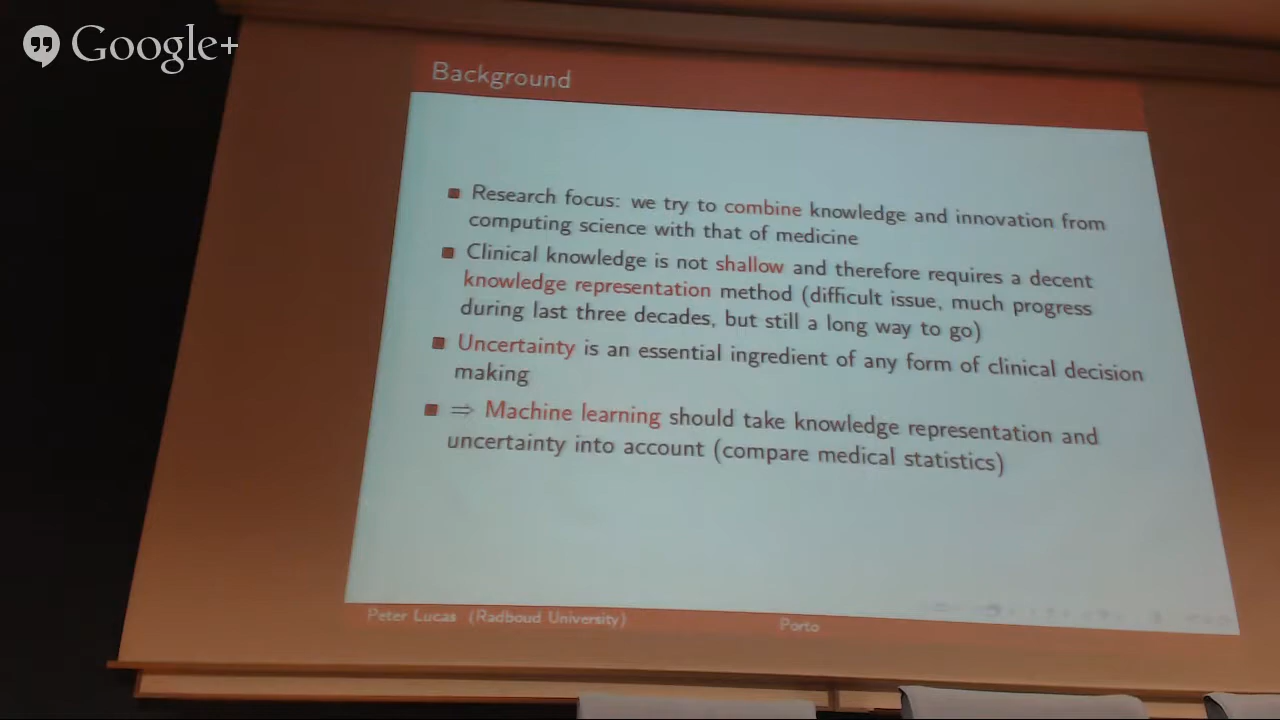 Google+
Background
Research focus: we try to combine knowledge and innovation from
computing science with that of medicine
Clinical knowledge is not shallow and therefore requires a decent
knowledge representation method (difficult issue, much progress
during last three decades, but still a long way to go)
Uncertainty is an essential ingredient of any form of clinical decision
making
⇒ Machine learning should take knowledge representation and
uncertainty into account (compare medical statistics)
Peter Lucas (Radboud University)
Porto